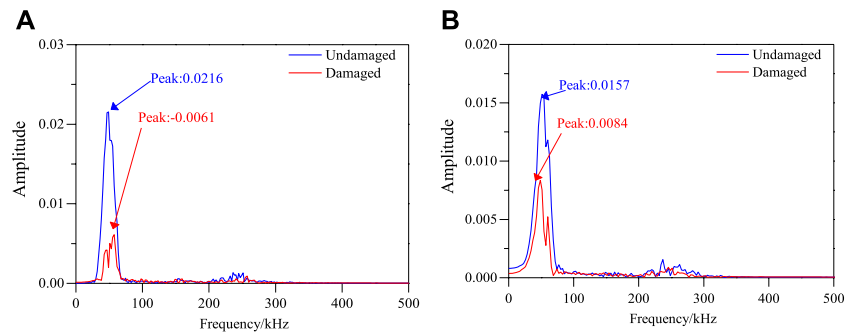 A
0.03
0.02
0.01
0.00
Amplitude
Undamaged
Damaged
Peak:0.0216
Peak:-0.0061
0 100 200 300 400 500
Frequency/kHz
B
0.020
0.015
0.010
0.005
0.000
Amplitude
Undamaged
Damaged
Peak:0.0157
Peak:0.0084
0 100 200 300 400 500
Frequency/kHz